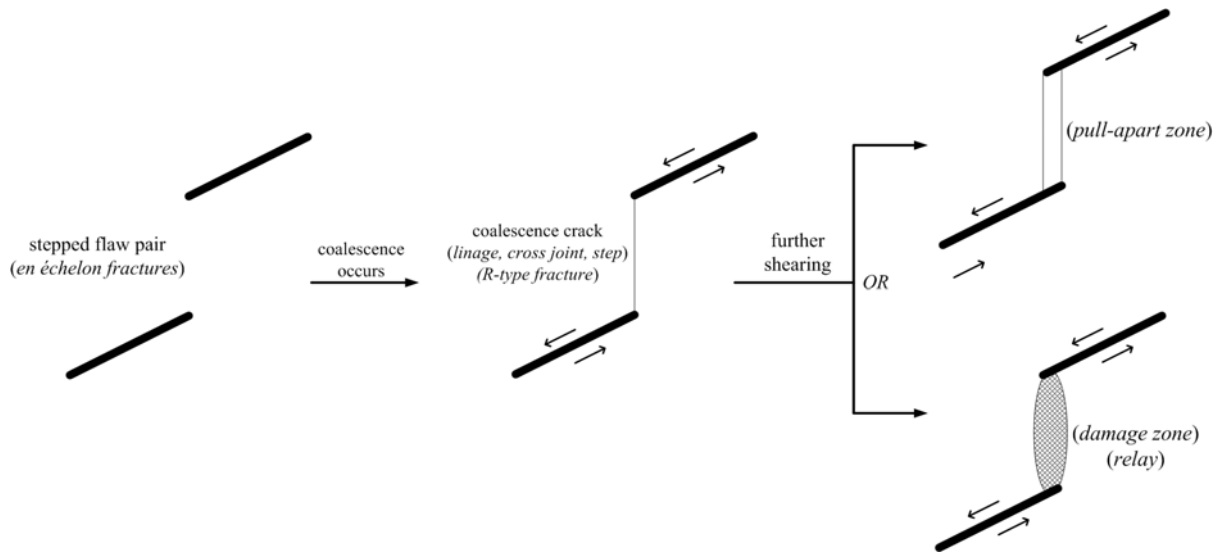 stepped flaw pair
(en échelon fractures)
coalescence
occurs
coalescence crack
(linage, cross joint, step)
(R-type fracture)
further
shearing
OR
(pull-apart zone)
(damage zone)
(relay)